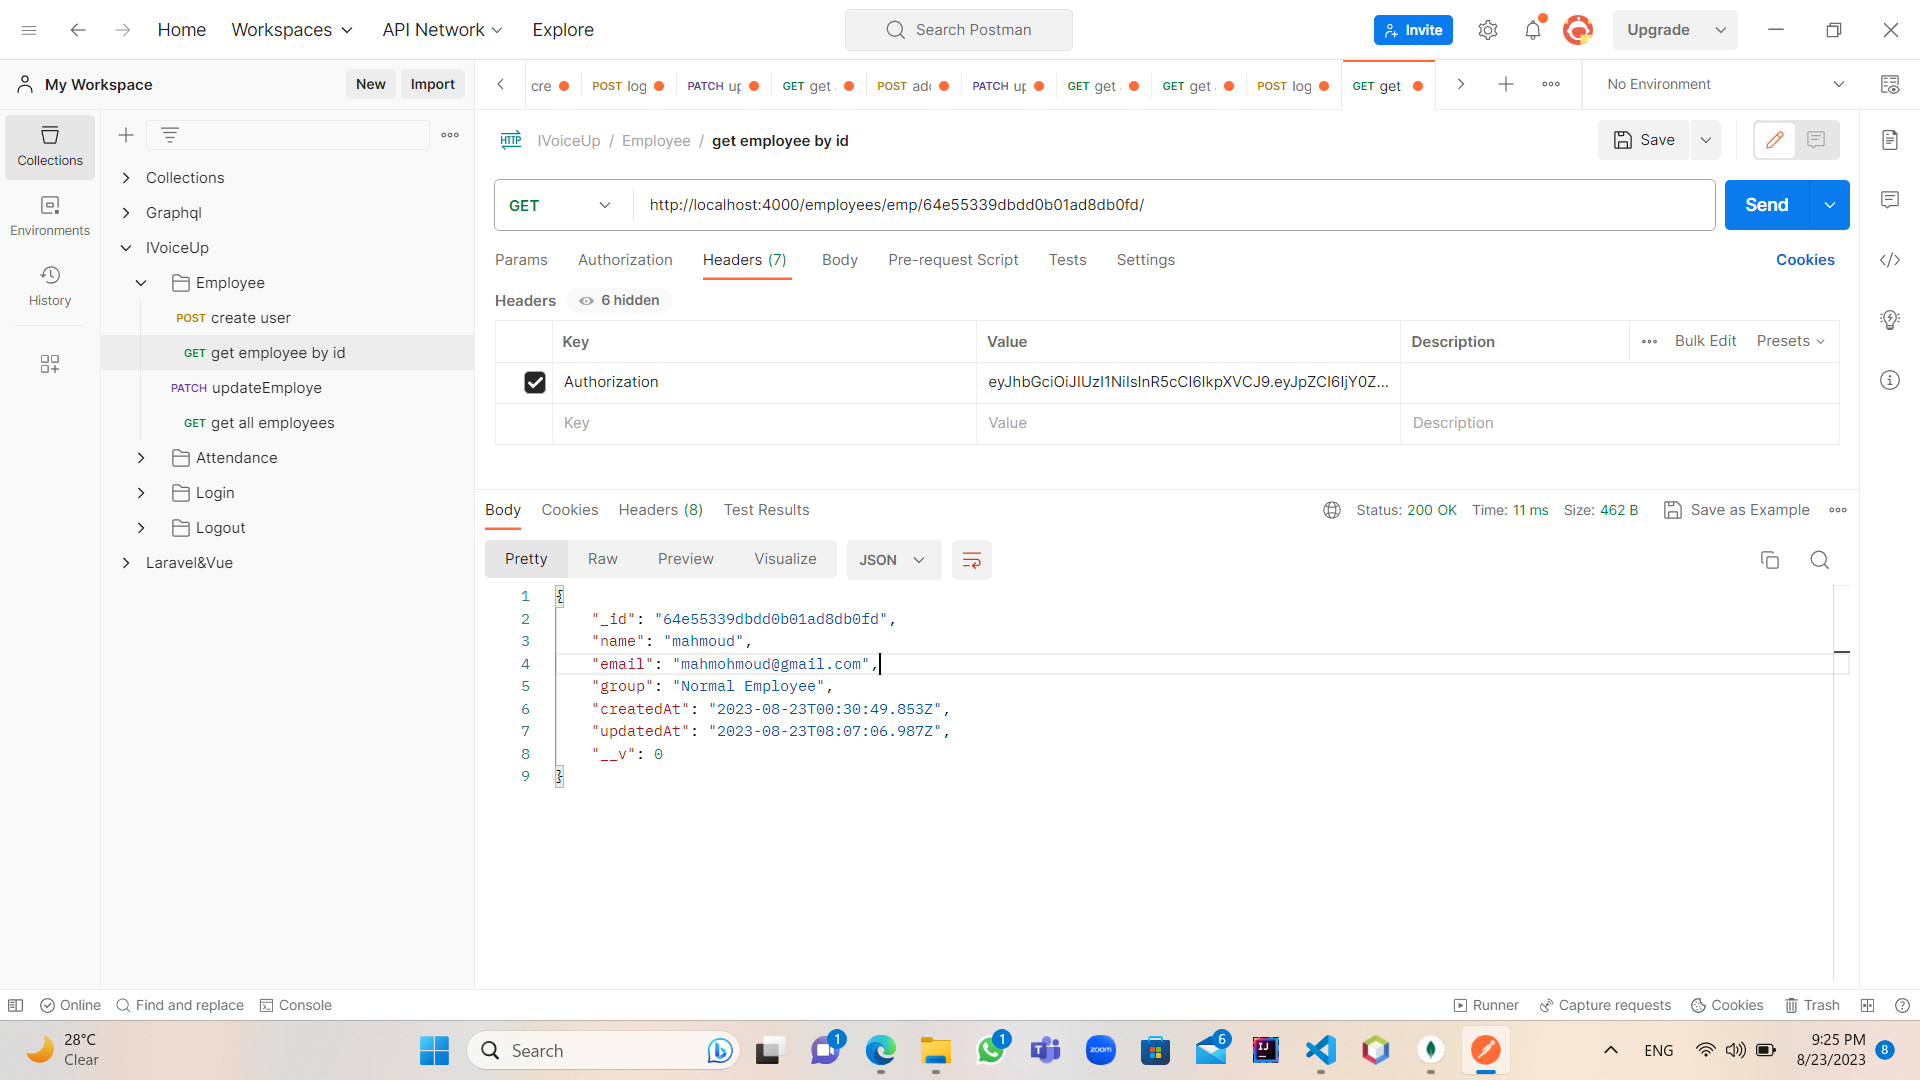 Home Workspaces API Network Explore Search Postman Invite Upgrade
My Workspace New Import cre POST log PATCH up GET get POST add PATCH up GET get GET get POST log GET get No Environment
Collections
Environments
History
Collections
Graphql
IVoiceUp
Employee
POST create user
GET get employee by id
PATCH updateEmploye
GET get all employees
Attendance
Login
Logout
Laravel&Vue
HTTP IVoiceUp / Employee / get employee by id Save
GET http://localhost:4000/employees/emp/64e55339dbdd0b01ad8db0fd/ Send
Params Authorization Headers (7) Body Pre-request Script Tests Settings Cookies
Headers 6 hidden
Key Value Description Bulk Edit Presets
Authorization eyJhbGciOiJIUzI1NiIsInR5cCI6IkpXVCJ9.eyJpZCI6IjY0Z...
Key Value Description
Body Cookies Headers (8) Test Results Status: 200 OK Time: 11 ms Size: 462 B Save as Example
Pretty Raw Preview Visualize JSON
1 {
2 "_id": "64e55339dbdd0b01ad8db0fd",
3 "name": "mahmoud",
4 "email": "mahmohmoud@gmail.com",
5 "group": "Normal Employee",
6 "createdAt": "2023-08-23T00:30:49.853Z",
7 "updatedAt": "2023-08-23T08:07:06.987Z",
8 "__v": 0
9 }
Online Find and replace Console Runner Capture requests Cookies Trash
28°C
Clear
Search
1
1
zoom
6
IJ
ENG
9:25 PM
8/23/2023
8